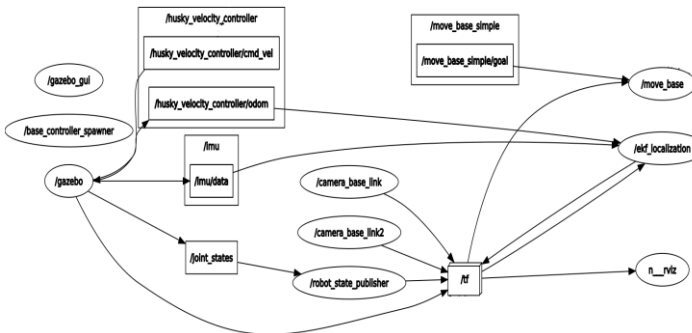 /husky_velocity_controller
/move_base_simple
/husky_velocity_controller/cmd_vel
/move_base_simple/goal
/gazebo_gui
/move_base
/husky_velocity_controller/odom
/base_controller_spawner
/imu
/ekf_localization
/gazebo
/imu/data
/camera_base_link
/camera_base_link2
/joint_states
/tf
n__rviz
/robot_state_publisher